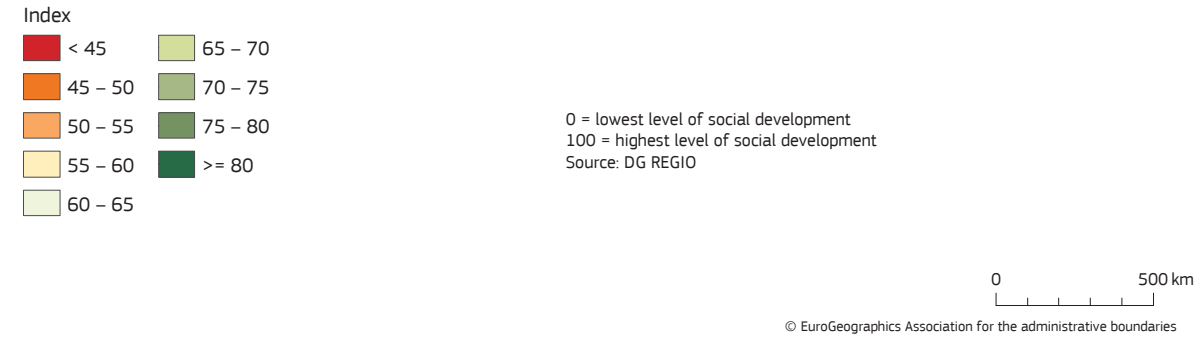 Index
< 45
45 – 50
50 – 55
55 – 60
60 – 65
65 – 70
70 – 75
75 – 80
>= 80
0 = lowest level of social development
100 = highest level of social development
Source: DG REGIO
0 500 km
© EuroGeographics Association for the administrative boundaries